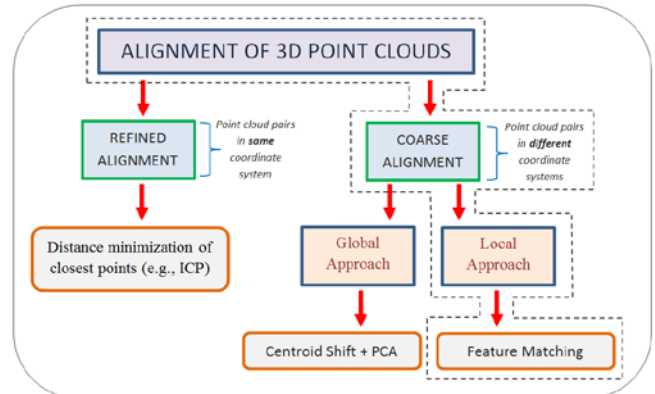 ALIGNMENT OF 3D POINT CLOUDS
REFINED
ALIGNMENT
Point cloud pairs
in same
coordinate
system
COARSE
ALIGNMENT
Point cloud pairs
in different
coordinate
systems
Distance minimization of
closest points (e.g., ICP)
Global
Approach
Local
Approach
Centroid Shift + PCA
Feature Matching